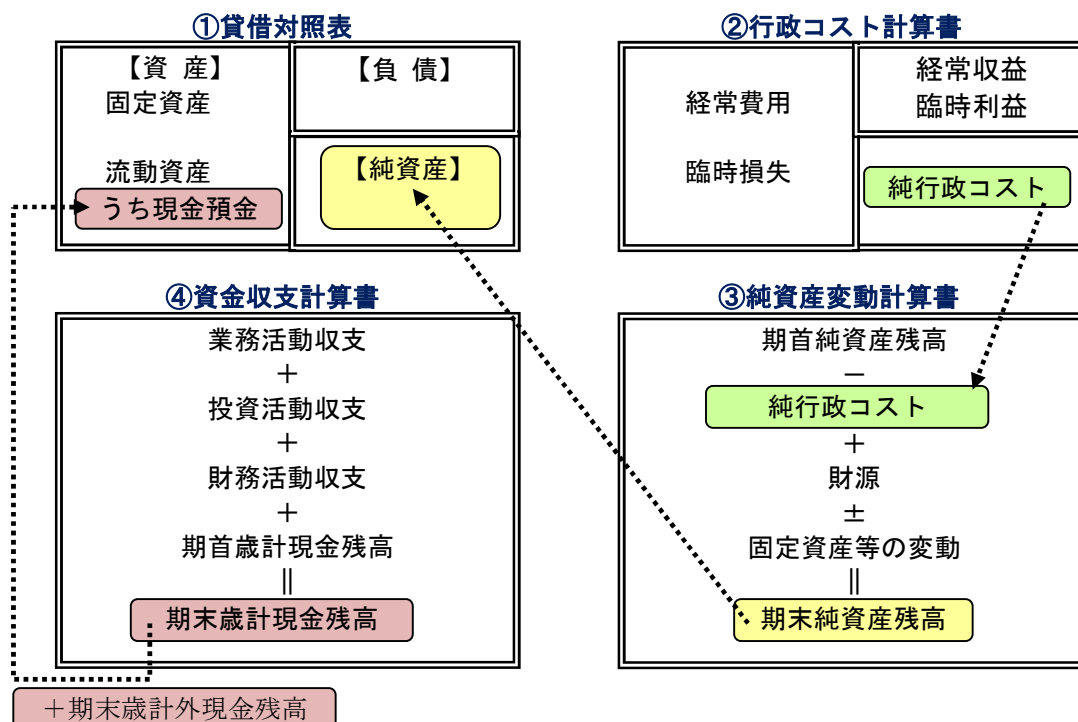 ①貸借対照表
【資 産】
固定資産
流動資産
うち現金預金
【負 債】
【純資産】
②行政コスト計算書
経常費用
臨時損失
経常収益
臨時利益
純行政コスト
④資金収支計算書
業務活動収支
＋
投資活動収支
＋
財務活動収支
＋
期首歳計現金残高
||
期末歳計現金残高
＋期末歳計外現金残高
③純資産変動計算書
期首純資産残高
－
純行政コスト
＋
財源
±
固定資産等の変動
||
期末純資産残高